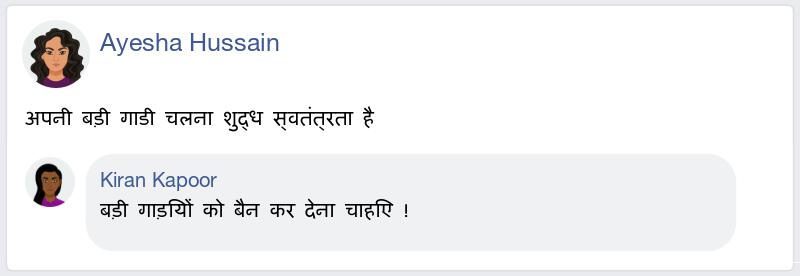 Ayesha Hussain
अपनी बड़ी गाडी चलना शुद्ध स्वतंत्रता है
Kiran Kapoor
बड़ी गाड़ियों को बैन कर देना चाहिए !